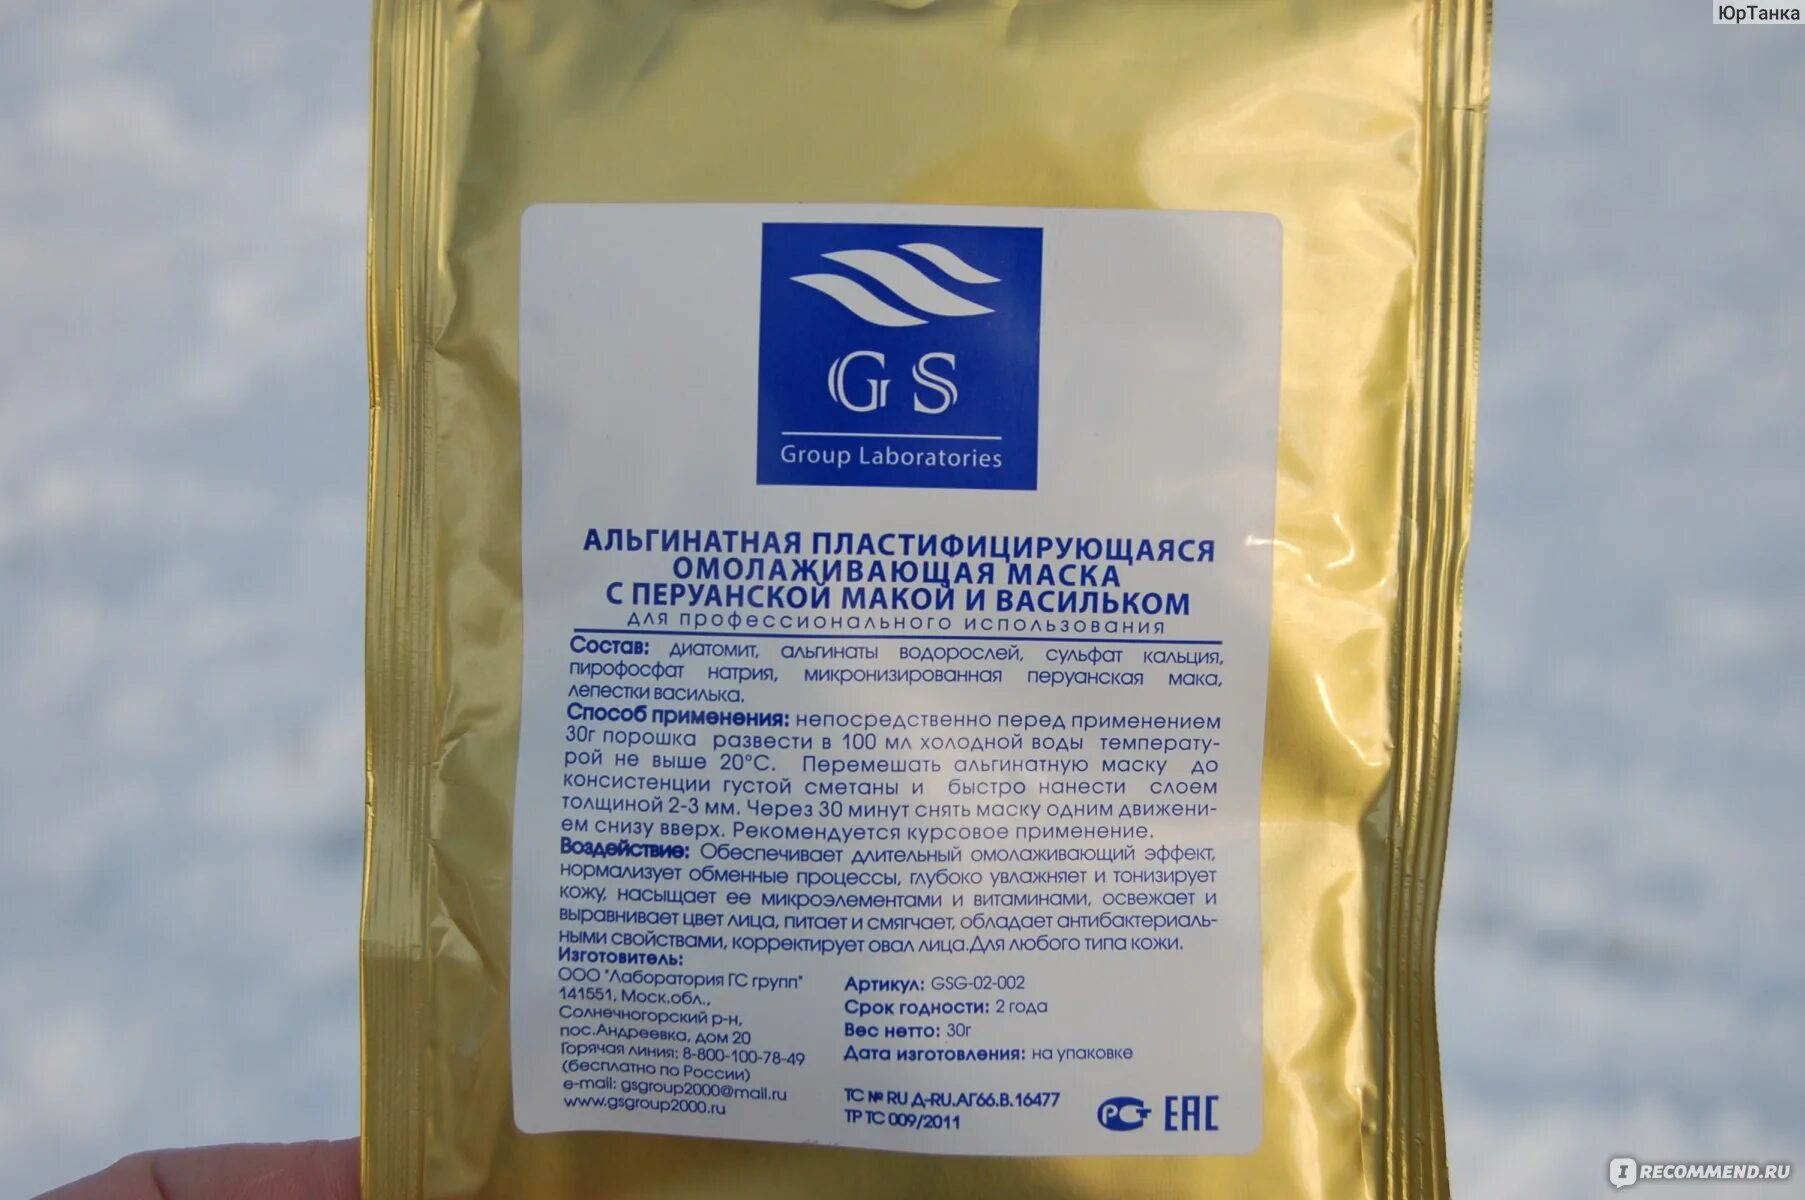 ЮрТанка
GS
Group Laboratories
АЛЬГИНАТНАЯ ПЛАСТИФИЦИРУЮЩАЯСЯ
ОМОЛАЖИВАЮЩАЯ МАСКА
С ПЕРУАНСКОЙ МАКОЙ И ВАСИЛЬКОМ
для профессионального использования
Состав: диатомит, альгинаты водорослей, сульфат кальция,
пирофосфат натрия, микронизированная перуанская мака,
лепестки василька.
Способ применения: непосредственно перед применением
30г порошка развести в 100 мл холодной воды температу-
рой не выше 20°С. Перемешать альгинатную маску до
консистенции густой сметаны и быстро нанести слоем
толщиной 2-3 мм. Через 30 минут снять маску одним движени-
ем снизу вверх. Рекомендуется курсовое применение.
Воздействие: Обеспечивает длительный омолаживающий эффект,
нормализует обменные процессы, глубоко увлажняет и тонизирует
кожу, насыщает ее микроэлементами и витаминами, освежает и
выравнивает цвет лица, питает и смягчает, обладает антибактериаль-
ными свойствами, корректирует овал лица.Для любого типа кожи.
Изготовитель:
ООО "Лаборатория ГС групп"
141551, Моск.обл.,
Солнечногорский р-н,
пос.Андреевка, дом 20
Горячая линия: 8-800-100-78-49
(бесплатно по России)
e-mail: gsgroup2000@mail.ru
www.gsgroup2000.ru
Артикул: GSG-02-002
Срок годности: 2 года
Вес нетто: 30г
Дата изготовления: на упаковке
ТС № RU Д-RU.АГ66.В.16477
ТР ТС 009/2011
РСТ ЕАС
IRECOMMEND.RU